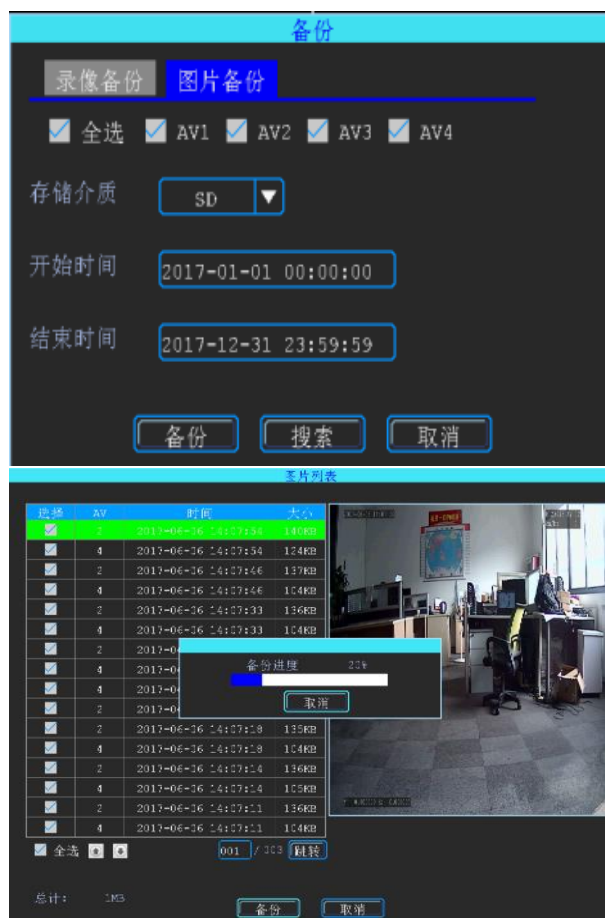 备份
录像备份 图片备份
全选 AV1 AV2 AV3 AV4
存储介质 SD
开始时间 2017-01-01 00:00:00
结束时间 2017-12-31 23:59:59
备份 搜索 取消
图片列表
选择 AV 时间 大小
2 2017-06-06 14:07:54 140KB
4 2017-06-06 14:07:54 124KB
2 2017-06-06 14:07:46 137KB
4 2017-06-06 14:07:46 104KB
2 2017-06-06 14:07:33 136KB
4 2017-06-06 14:07:33 104KB
2
4
4
2
备份进度 20%
取消
2 2017-06-06 14:07:18 135KB
4 2017-06-06 14:07:18 104KB
2 2017-06-06 14:07:14 136KB
4 2017-06-06 14:07:14 105KB
2 2017-06-06 14:07:11 136KB
4 2017-06-06 14:07:11 104KB
全选 001 / 003 跳转
总计: 1MB
备份 取消